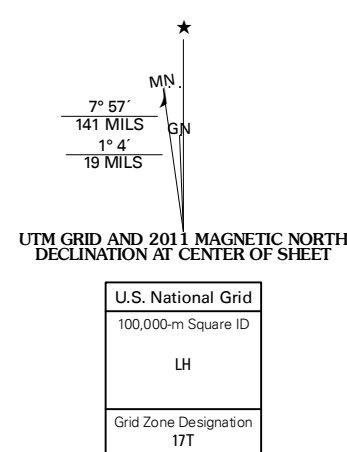 ★
MN
7° 57´
141 MILS
GN
1° 4´
19 MILS
UTM GRID AND 2011 MAGNETIC NORTH
DECLINATION AT CENTER OF SHEET
U.S. National Grid
100,000-m Square ID
LH
Grid Zone Designation
17T